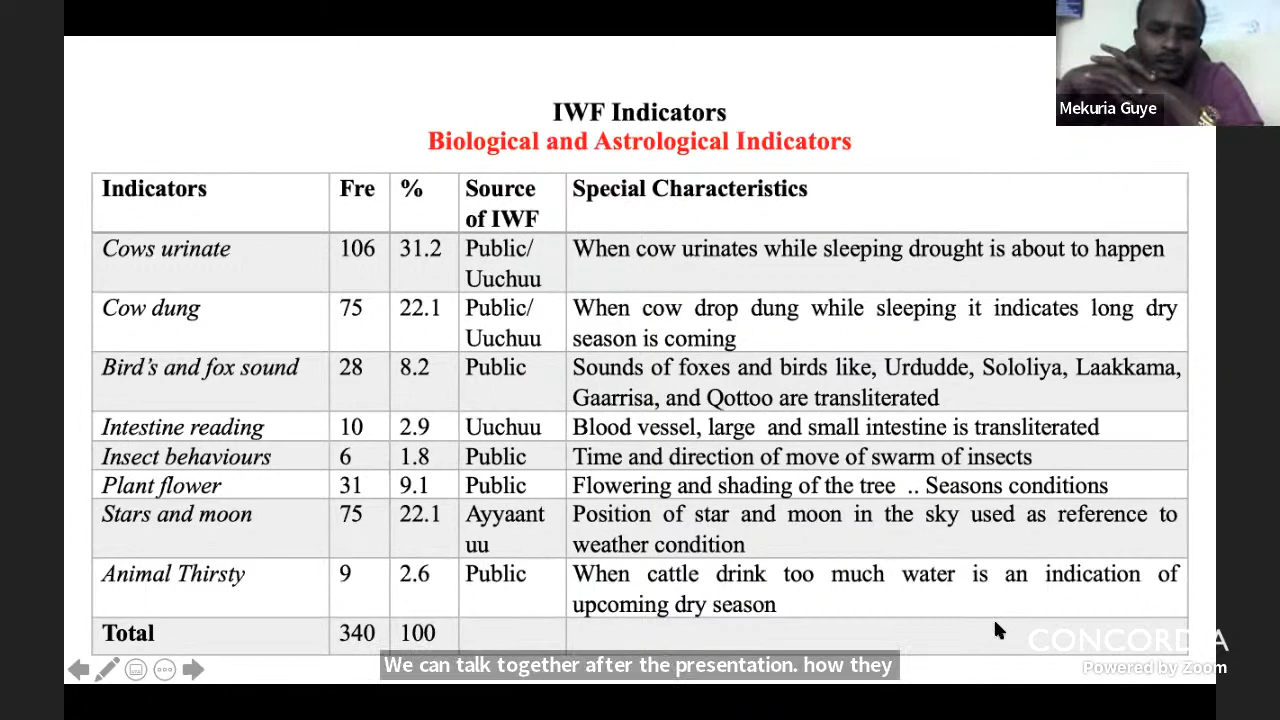 Mekuria Guye
IWF Indicators
Biological and Astrological Indicators
Indicators Fre % Source of IWF Special Characteristics
Cows urinate 106 31.2 Public/ Uuchuu When cow urinates while sleeping drought is about to happen
Cow dung 75 22.1 Public/ Uuchuu When cow drop dung while sleeping it indicates long dry season is coming
Bird's and fox sound 28 8.2 Public Sounds of foxes and birds like, Urdudde, Sololiya, Laakkama, Gaarrisa, and Qottoo are transliterated
Intestine reading 10 2.9 Uuchuu Blood vessel, large and small intestine is transliterated
Insect behaviours 6 1.8 Public Time and direction of move of swarm of insects
Plant flower 31 9.1 Public Flowering and shading of the tree .. Seasons conditions
Stars and moon 75 22.1 Ayyaant uu Position of star and moon in the sky used as reference to weather condition
Animal Thirsty 9 2.6 Public When cattle drink too much water is an indication of upcoming dry season
Total 340 100
CONCORDIA
We can talk together after the presentation. how they
Powered by Zoom